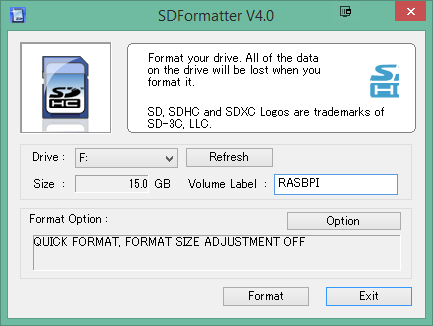 SDFormatter V4.0
Format your drive. All of the data
on the drive will be lost when you
format it.
SD, SDHC and SDXC Logos are trademarks of
SD-3C, LLC.
Drive : F: Refresh
Size : 15.0 GB Volume Label : RASBPI
Format Option : Option
QUICK FORMAT, FORMAT SIZE ADJUSTMENT OFF
Format Exit